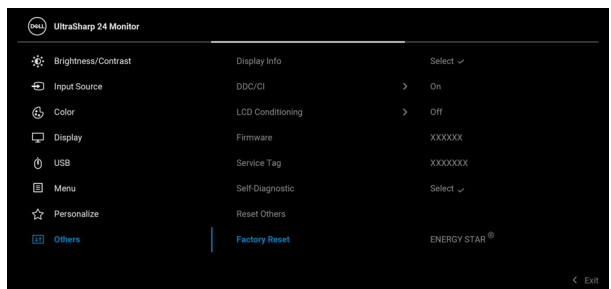 DELL UltraSharp 24 Monitor
Brightness/Contrast Display Info Select
Input Source DDC/CI > On
Color LCD Conditioning > Off
Display Firmware XXXXXX
USB Service Tag XXXXXXX
Menu Self-Diagnostic Select
Personalize Reset Others
Others Factory Reset ENERGY STAR ®
< Exit